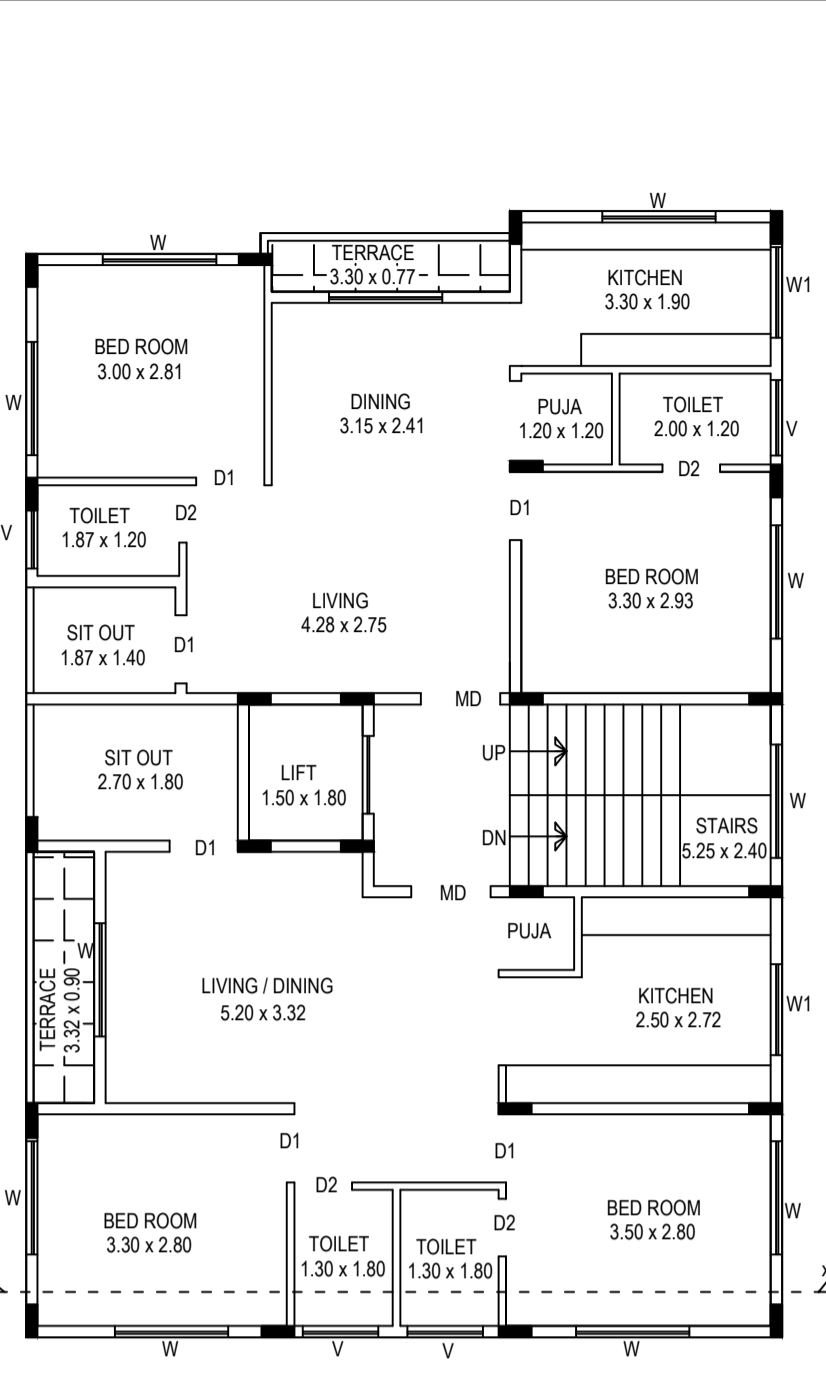 W
W
TERRACE
3.30 x 0.77
KITCHEN
3.30 x 1.90
W1
BED ROOM
3.00 x 2.81
W
DINING
3.15 x 2.41
PUJA
1.20 x 1.20
TOILET
2.00 x 1.20
V
D1
D2
TOILET
1.87 x 1.20
D2
V
D1
BED ROOM
3.30 x 2.93
W
LIVING
4.28 x 2.75
SIT OUT
1.87 x 1.40
D1
MD
SIT OUT
2.70 x 1.80
LIFT
1.50 x 1.80
UP
DN
STAIRS
5.25 x 2.40
W
D1
MD
PUJA
W
TERRACE
3.32 x 0.90
LIVING / DINING
5.20 x 3.32
KITCHEN
2.50 x 2.72
W1
D1
D1
D2
D2
W
BED ROOM
3.30 x 2.80
TOILET
1.30 x 1.80
TOILET
1.30 x 1.80
BED ROOM
3.50 x 2.80
W
W
V
V
W